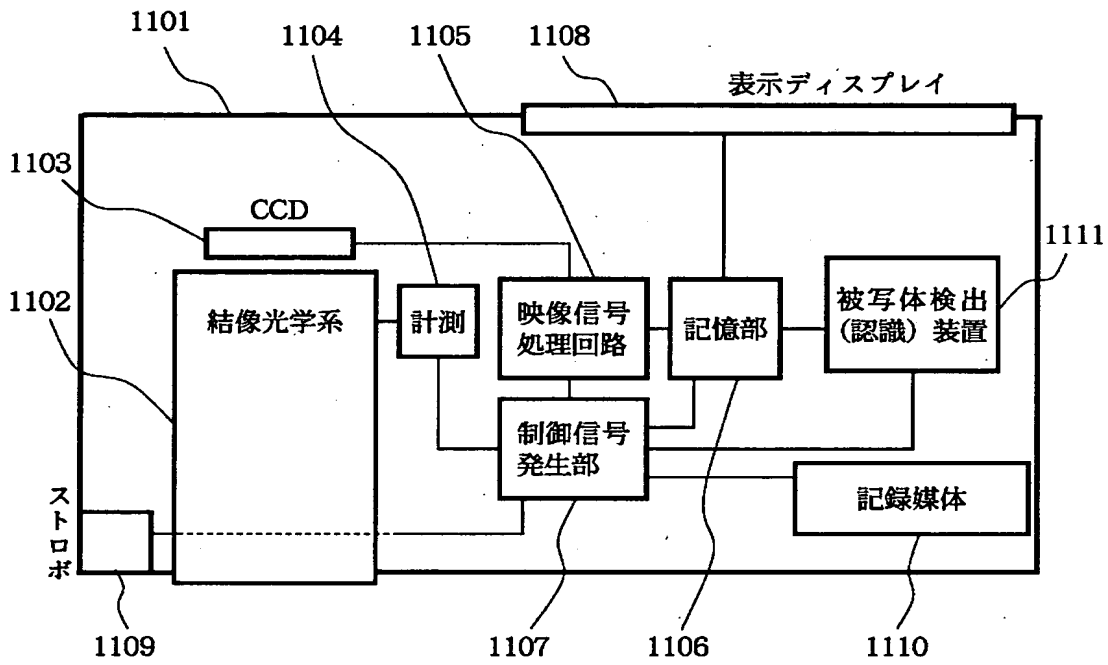 1104
1105
1108
1101
表示ディスプレイ
1103
CCD
1111
1102
結像光学系
計測
映像信号
処理回路
記憶部
被写体検出
(認識) 装置
制御信号
発生部
記録媒体
ストロボ
1109
1107
1106
1110